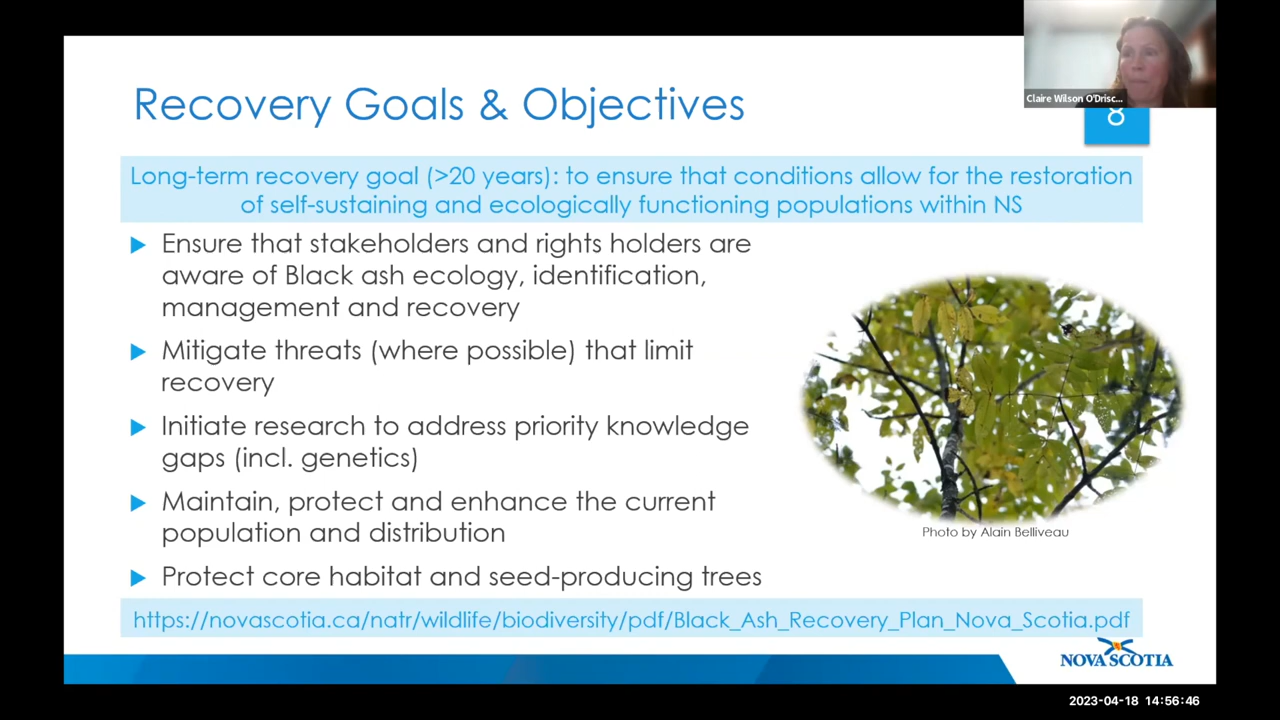 Recovery Goals & Objectives
Claire Wilson O'Drisc...
8
Long-term recovery goal (>20 years): to ensure that conditions allow for the restoration
of self-sustaining and ecologically functioning populations within NS
Ensure that stakeholders and rights holders are
aware of Black ash ecology, identification,
management and recovery
Mitigate threats (where possible) that limit
recovery
Initiate research to address priority knowledge
gaps (incl. genetics)
Maintain, protect and enhance the current
population and distribution
Protect core habitat and seed-producing trees
Photo by Alain Belliveau
https://novascotia.ca/natr/wildlife/biodiversity/pdf/Black_Ash_Recovery_Plan_Nova_Scotia.pdf
NOVA SCOTIA
2023-04-18 14:56:46